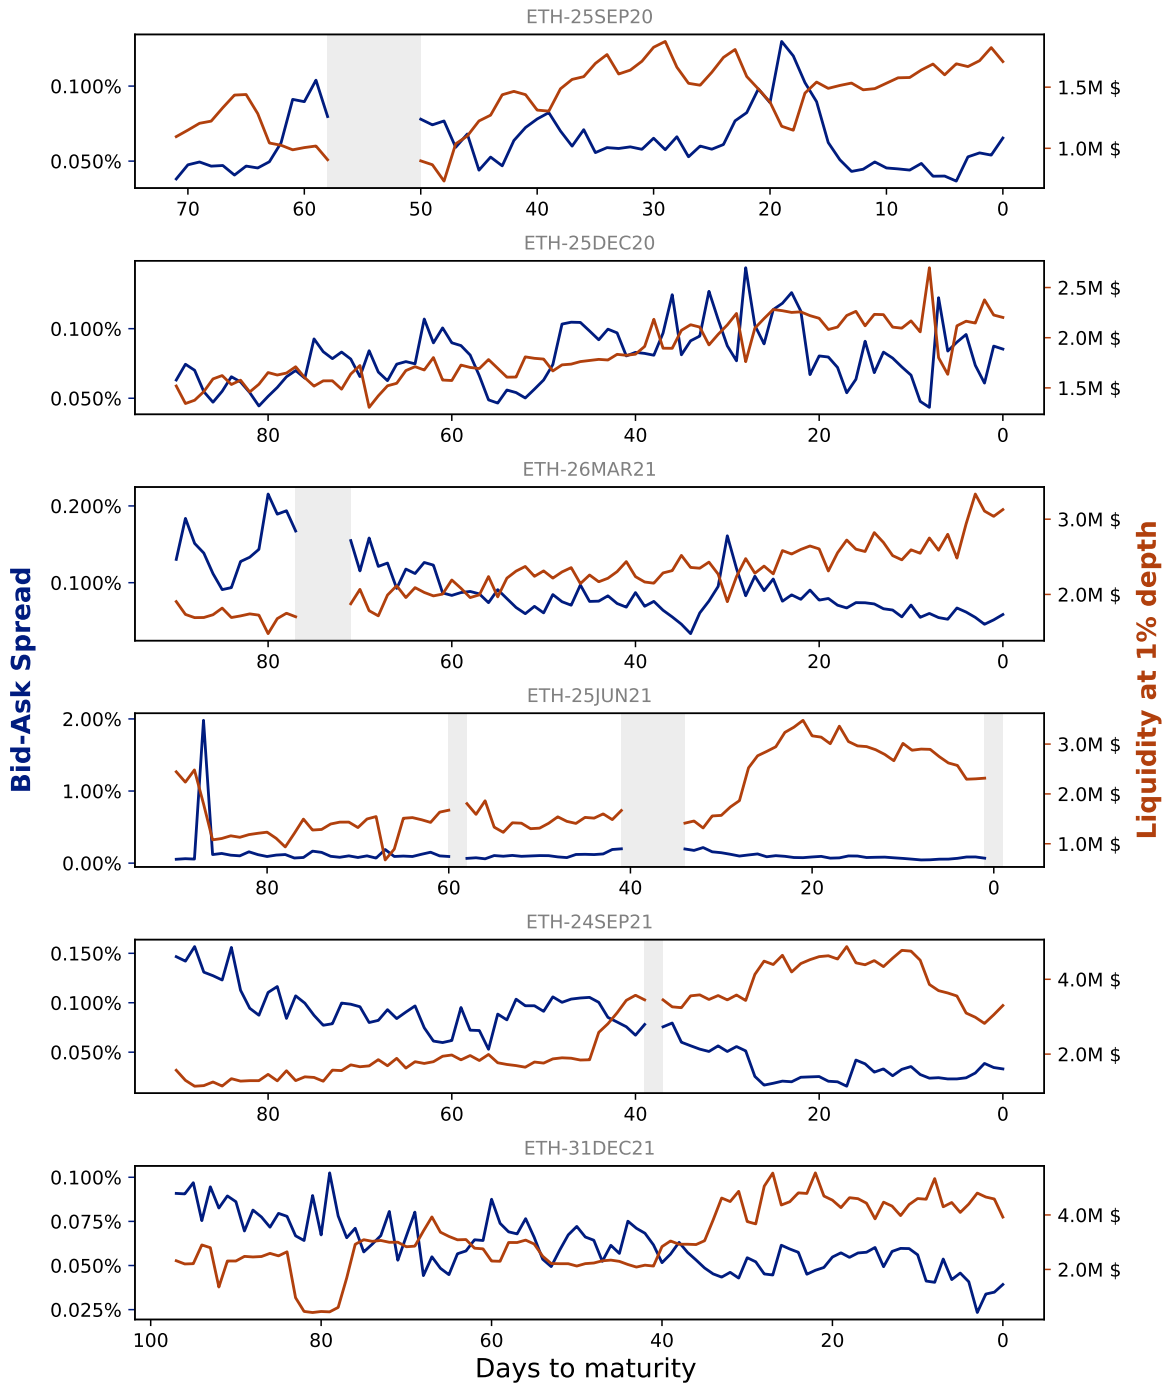 ETH-25SEP20
0.100%
0.050%
1.5M $
1.0M $
70 60 50 40 30 20 10 0
ETH-25DEC20
0.100%
0.050%
2.5M $
2.0M $
1.5M $
80 60 40 20 0
ETH-26MAR21
0.200%
0.100%
3.0M $
2.0M $
80 60 40 20 0
Bid-Ask Spread
Liquidity at 1% depth
ETH-25JUN21
2.00%
1.00%
0.00%
3.0M $
2.0M $
1.0M $
80 60 40 20 0
ETH-24SEP21
0.150%
0.100%
0.050%
4.0M $
2.0M $
80 60 40 20 0
ETH-31DEC21
0.100%
0.075%
0.050%
0.025%
4.0M $
2.0M $
100 80 60 40 20 0
Days to maturity